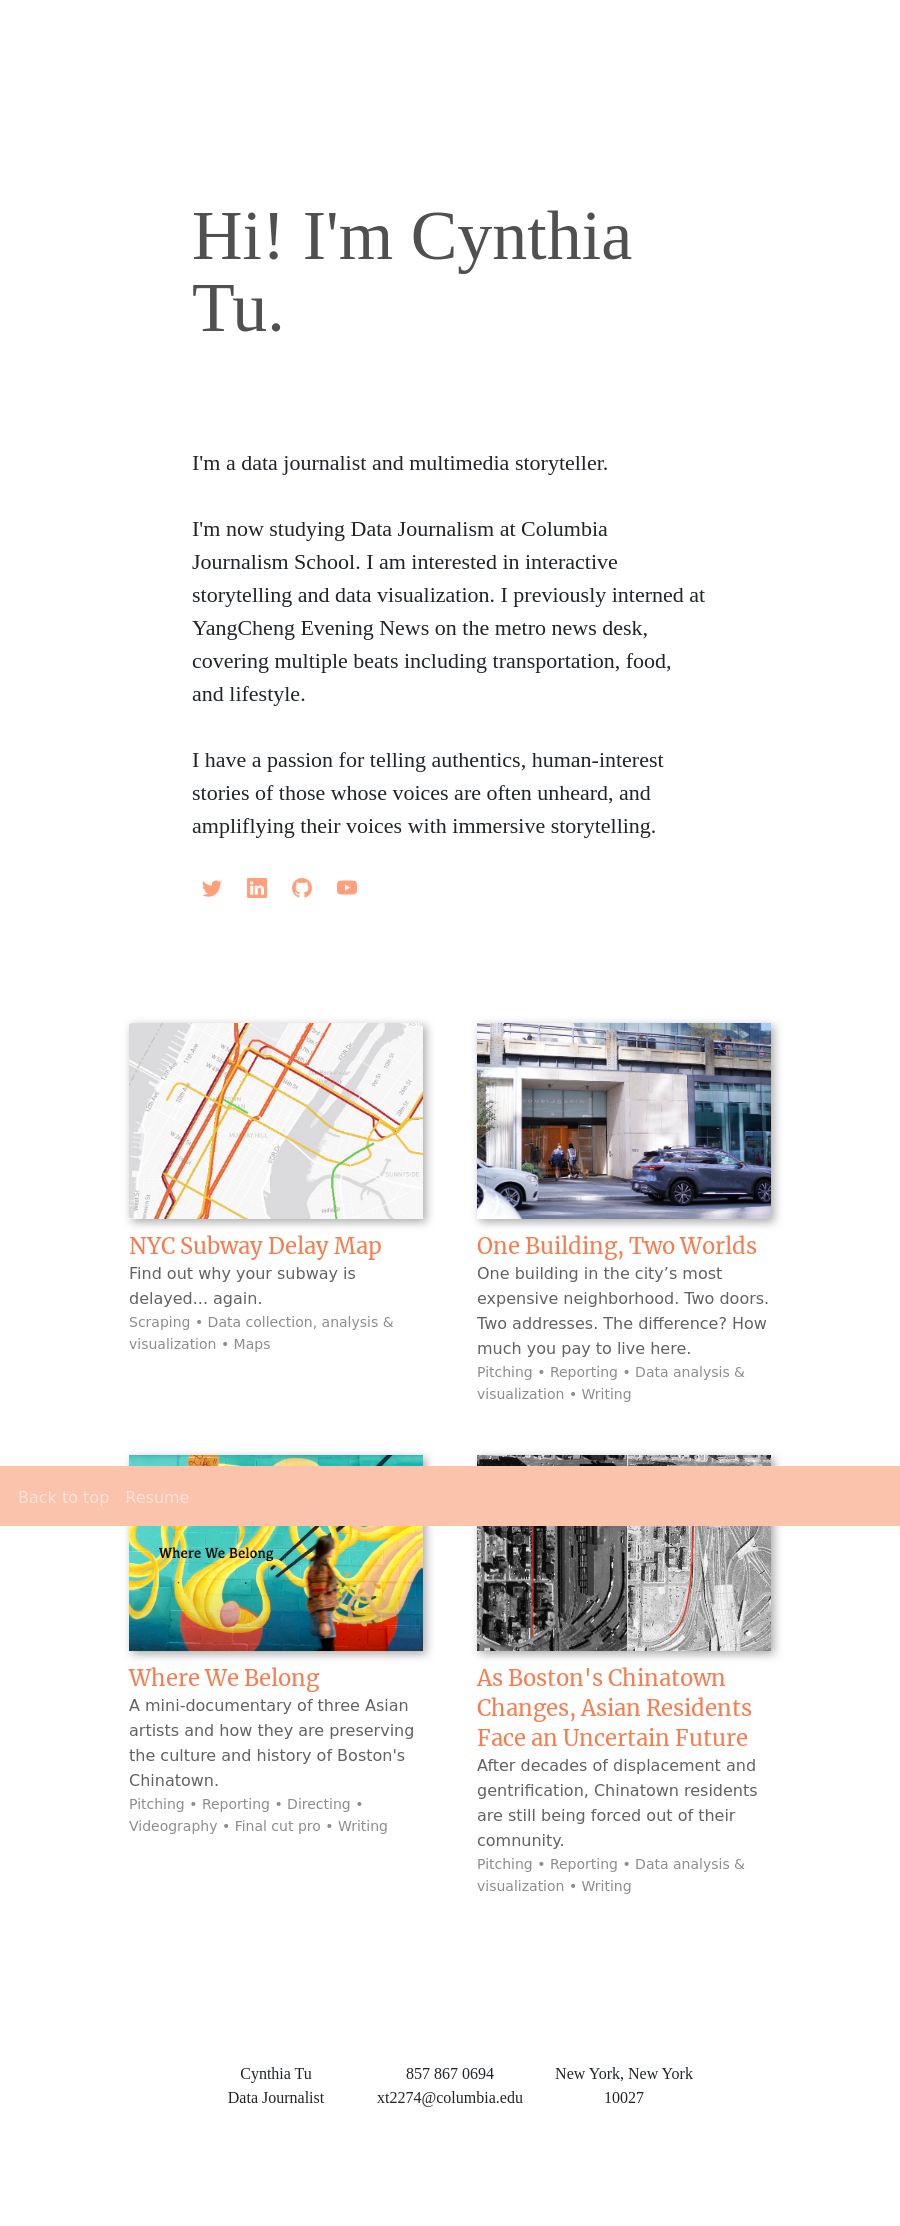 Hi! I'm Cynthia
Tu.
I'm a data journalist and multimedia storyteller.
I'm now studying Data Journalism at Columbia
Journalism School. I am interested in interactive
storytelling and data visualization. I previously interned at
YangCheng Evening News on the metro news desk,
covering multiple beats including transportation, food,
and lifestyle.
I have a passion for telling authentics, human-interest
stories of those whose voices are often unheard, and
ampliflying their voices with immersive storytelling.
NYC Subway Delay Map
Find out why your subway is
delayed... again.
Scraping • Data collection, analysis &
visualization • Maps
One Building, Two Worlds
One building in the city’s most
expensive neighborhood. Two doors.
Two addresses. The difference? How
much you pay to live here.
Pitching • Reporting • Data analysis &
visualization • Writing
Back to top Resume
Where We Belong
Where We Belong
A mini-documentary of three Asian
artists and how they are preserving
the culture and history of Boston's
Chinatown.
Pitching • Reporting • Directing •
Videography • Final cut pro • Writing
As Boston's Chinatown
Changes, Asian Residents
Face an Uncertain Future
After decades of displacement and
gentrification, Chinatown residents
are still being forced out of their
comnunity.
Pitching • Reporting • Data analysis &
visualization • Writing
Cynthia Tu
Data Journalist
857 867 0694
xt2274@columbia.edu
New York, New York
10027